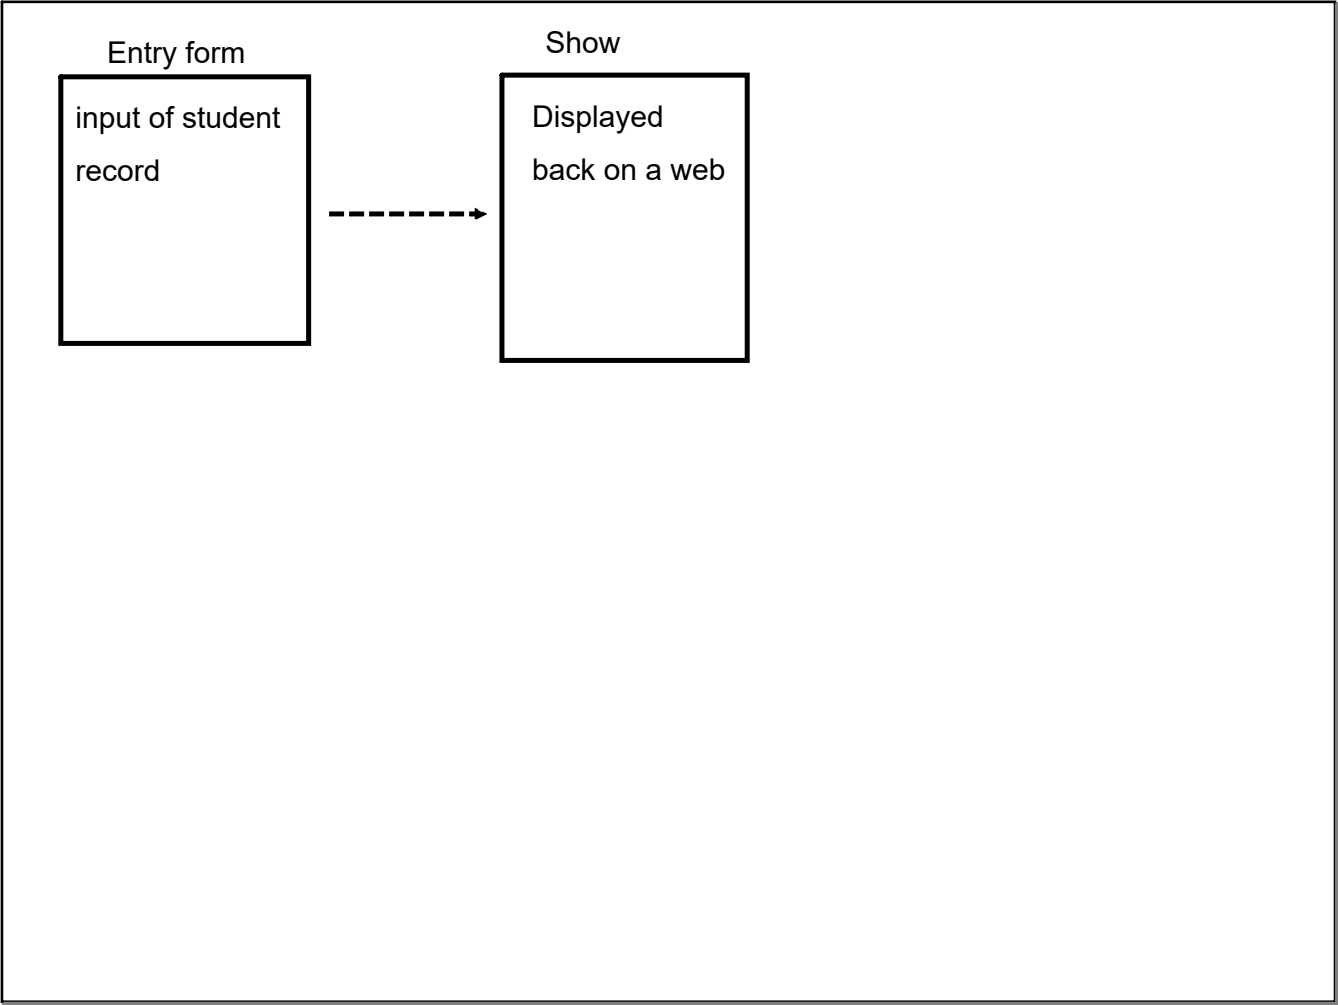 Entry form
input of student
record
Show
Displayed
back on a web